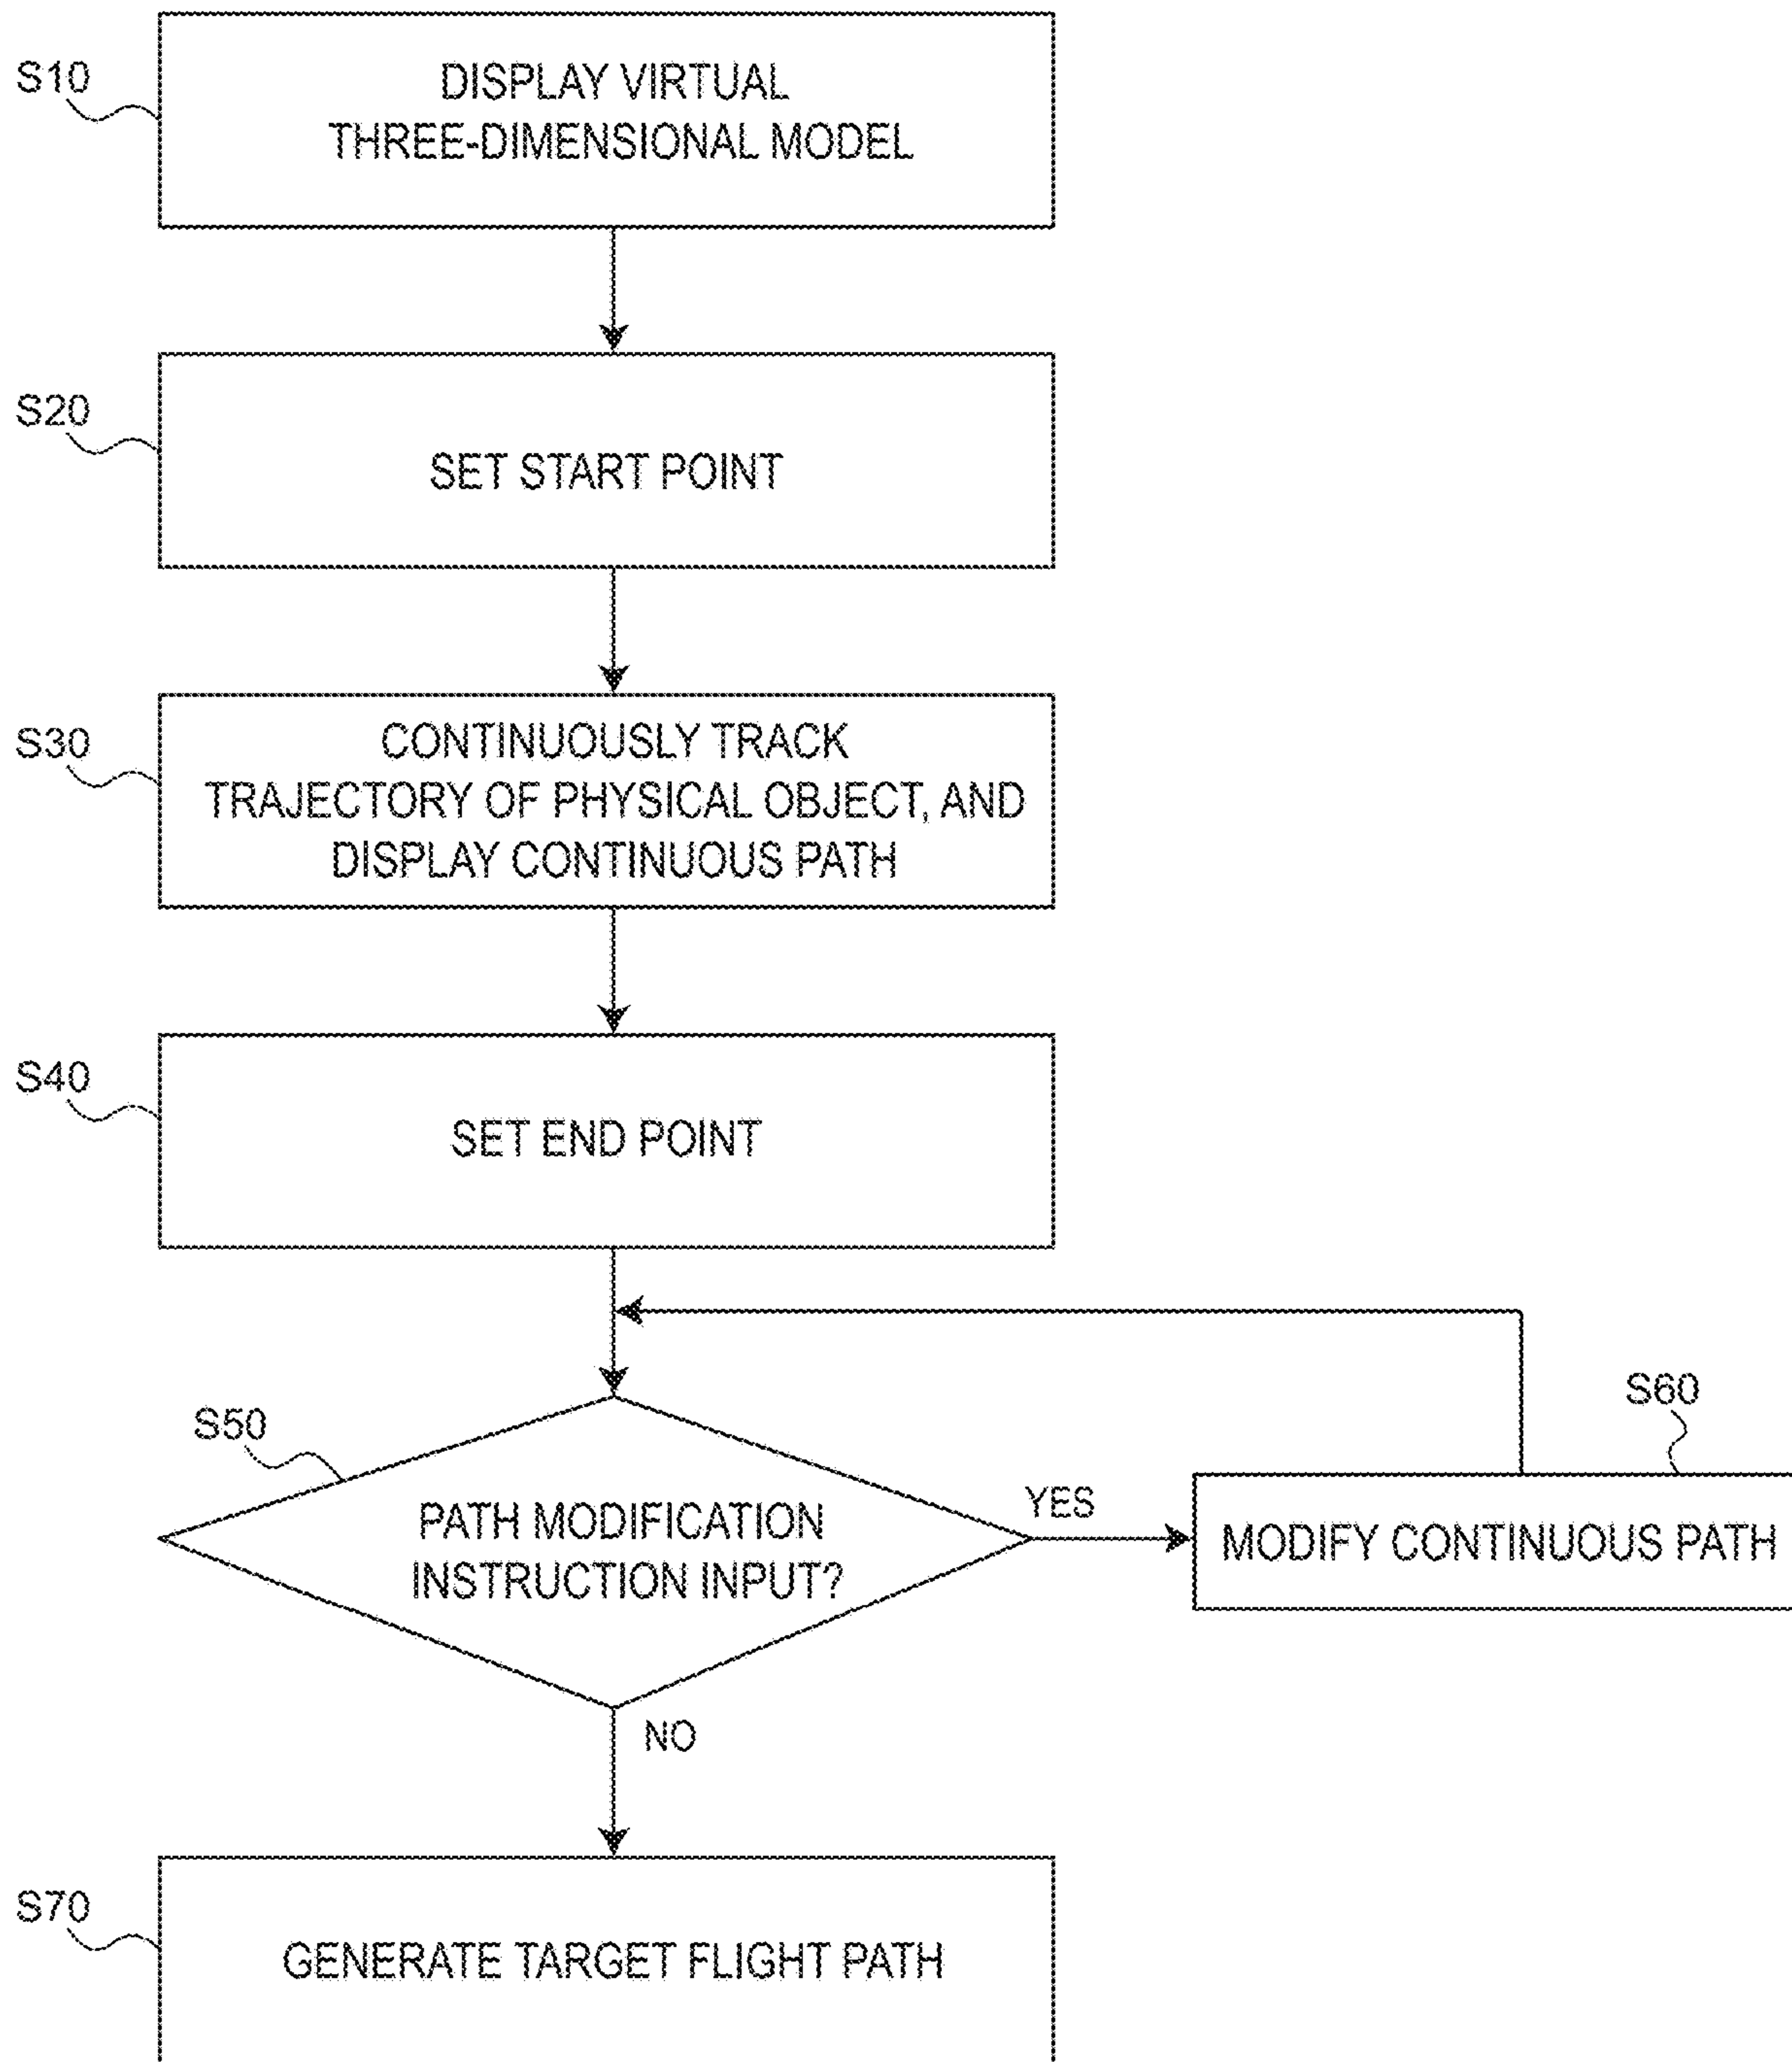 S10
DISPLAY VIRTUAL
THREE-DIMENSIONAL MODEL
S20
SET START POINT
S30
CONTINUOUSLY TRACK
TRAJECTORY OF PHYSICAL OBJECT, AND
DISPLAY CONTINUOUS PATH
S40
SET END POINT
S50
PATH MODIFICATION
INSTRUCTION INPUT?
YES
S60
MODIFY CONTINUOUS PATH
NO
S70
GENERATE TARGET FLIGHT PATH